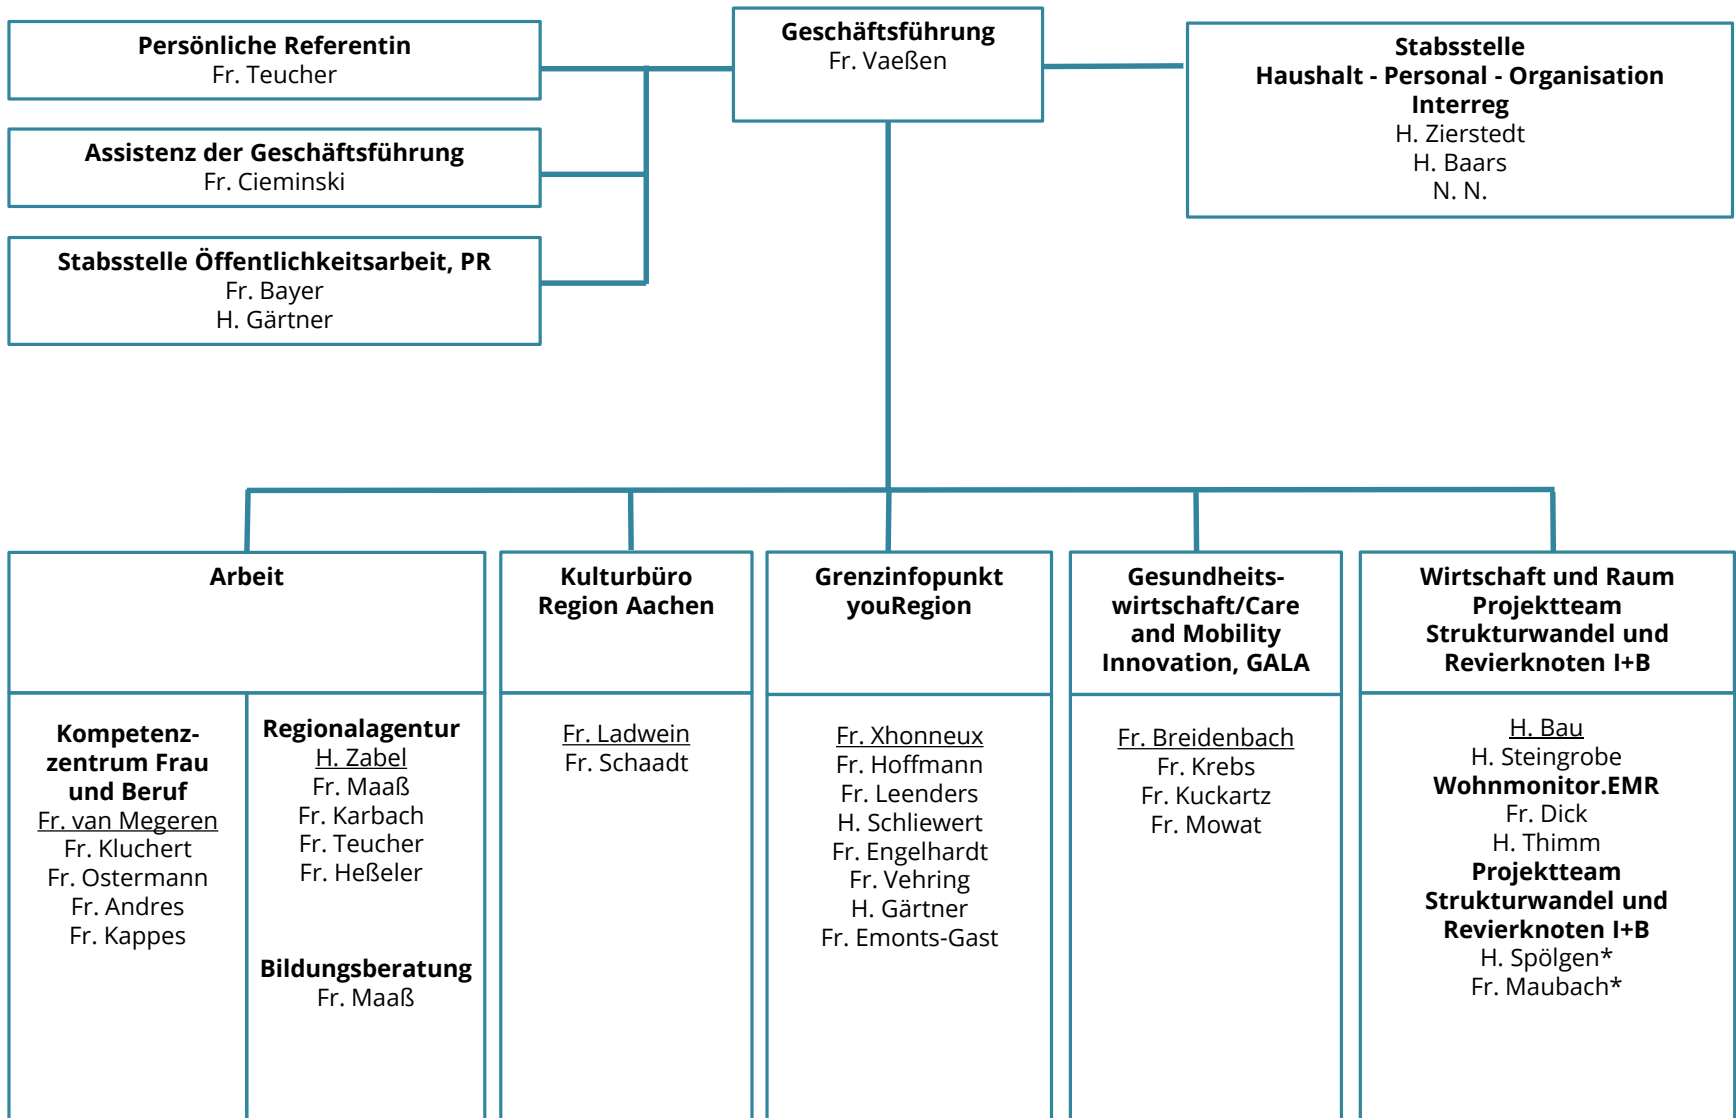 Persönliche Referentin
Fr. Teucher
Geschäftsführung
Fr. Vaeßen
Stabsstelle
Haushalt - Personal - Organisation
Interreg
H. Zierstedt
H. Baars
N. N.
Assistenz der Geschäftsführung
Fr. Cieminski
Stabsstelle Öffentlichkeitsarbeit, PR
Fr. Bayer
H. Gärtner
Arbeit
Kompetenz-
zentrum Frau
und Beruf
Fr. van Megeren
Fr. Kluchert
Fr. Ostermann
Fr. Andres
Fr. Kappes
Regionalagentur
H. Zabel
Fr. Maaß
Fr. Karbach
Fr. Teucher
Fr. Heßeler
Bildungsberatung
Fr. Maaß
Kulturbüro
Region Aachen
Fr. Ladwein
Fr. Schaadt
Grenzinfopunkt
youRegion
Fr. Xhonneux
Fr. Hoffmann
Fr. Leenders
H. Schliewert
Fr. Engelhardt
Fr. Vehring
H. Gärtner
Fr. Emonts-Gast
Gesundheits-
wirtschaft/Care
and Mobility
Innovation, GALA
Fr. Breidenbach
Fr. Krebs
Fr. Kuckartz
Fr. Mowat
Wirtschaft und Raum
Projektteam
Strukturwandel und
Revierknoten I+B
H. Bau
H. Steingrobe
Wohnmonitor.EMR
Fr. Dick
H. Thimm
Projektteam
Strukturwandel und
Revierknoten I+B
H. Spölgen*
Fr. Maubach*